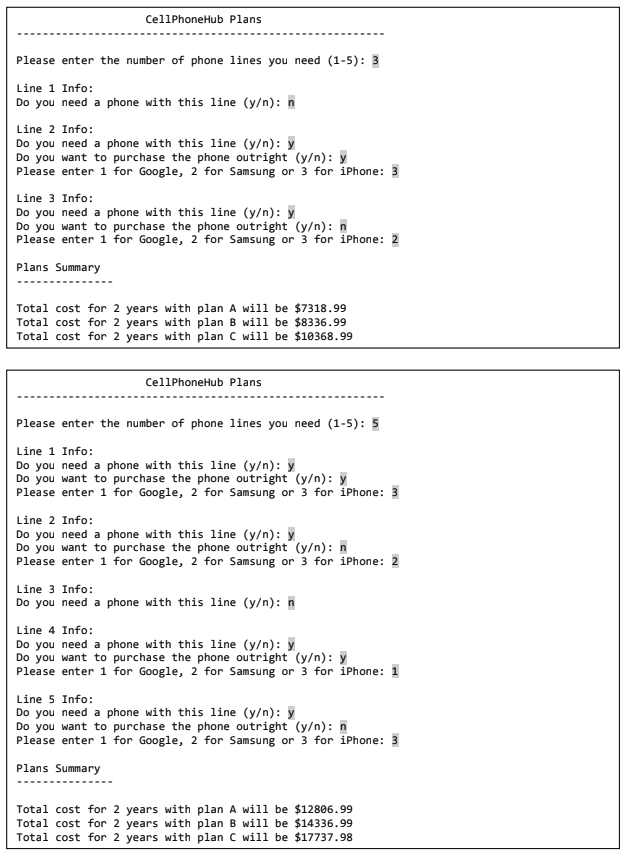 CellPhoneHub Plans
---------------------------------------------------------
Please enter the number of phone lines you need (1-5): 3
Line 1 Info:
Do you need a phone with this line (y/n): n
Line 2 Info:
Do you need a phone with this line (y/n): y
Do you want to purchase the phone outright (y/n): y
Please enter 1 for Google, 2 for Samsung or 3 for iPhone: 3
Line 3 Info:
Do you need a phone with this line (y/n): y
Do you want to purchase the phone outright (y/n): n
Please enter 1 for Google, 2 for Samsung or 3 for iPhone: 2
Plans Summary
---------------
Total cost for 2 years with plan A will be $7318.99
Total cost for 2 years with plan B will be $8336.99
Total cost for 2 years with plan C will be $10368.99
CellPhoneHub Plans
---------------------------------------------------------
Please enter the number of phone lines you need (1-5): 5
Line 1 Info:
Do you need a phone with this line (y/n): y
Do you want to purchase the phone outright (y/n): y
Please enter 1 for Google, 2 for Samsung or 3 for iPhone: 3
Line 2 Info:
Do you need a phone with this line (y/n): y
Do you want to purchase the phone outright (y/n): n
Please enter 1 for Google, 2 for Samsung or 3 for iPhone: 2
Line 3 Info:
Do you need a phone with this line (y/n): n
Line 4 Info:
Do you need a phone with this line (y/n): y
Do you want to purchase the phone outright (y/n): y
Please enter 1 for Google, 2 for Samsung or 3 for iPhone: 1
Line 5 Info:
Do you need a phone with this line (y/n): y
Do you want to purchase the phone outright (y/n): n
Please enter 1 for Google, 2 for Samsung or 3 for iPhone: 3
Plans Summary
---------------
Total cost for 2 years with plan A will be $12806.99
Total cost for 2 years with plan B will be $14336.99
Total cost for 2 years with plan C will be $17737.98